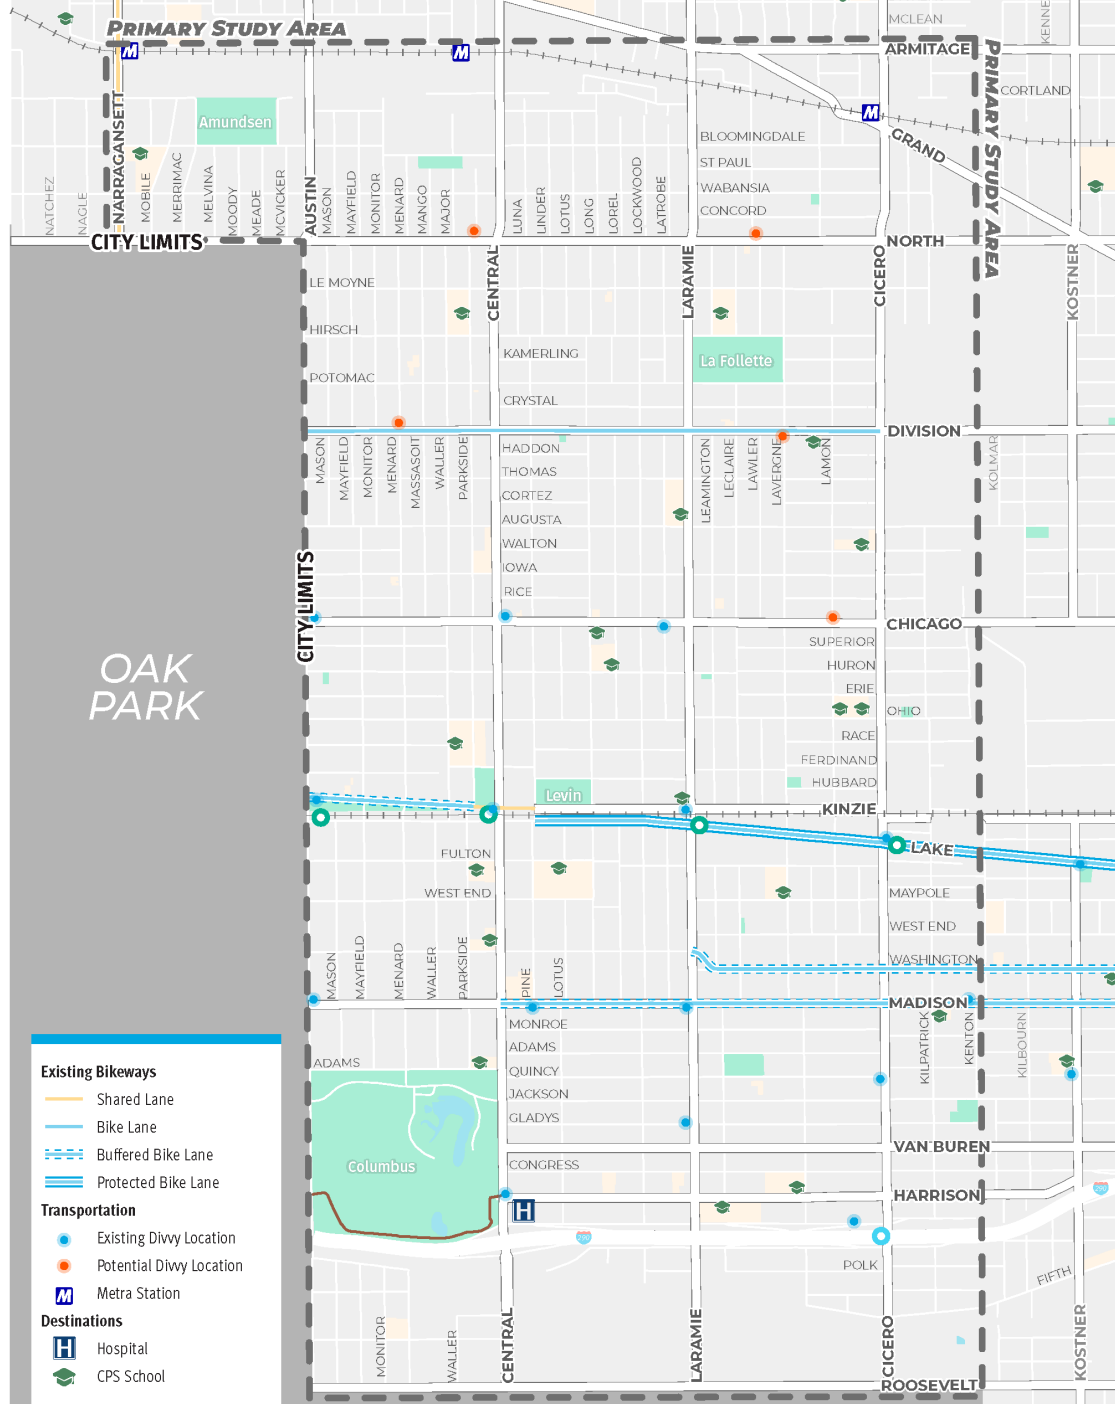 PRIMARY STUDY AREA
MCLEAN
KENNE
ARMITAGE
PRIMARY STUDY AREA
CORTLAND
NARRAGANSETT
Amundsen
BLOOMINGDALE
GRAND
ST PAUL
WABANSIA
CONCORD
NATCHEZ
NAGLE
MOBILE
MERRIMAC
MELVINA
MOODY
MEADE
MCVICKER
AUSTIN
MASON
MAYFIELD
MONITOR
MENARD
MANGO
MAJOR
LUNA
LINDER
LOTUS
LONG
LOREL
LOCKWOOD
LATROBE
CITY LIMITS
NORTH
CENTRAL
LARAMIE
CICERO
KOSTNER
LE MOYNE
HIRSCH
POTOMAC
KAMERLING
CRYSTAL
La Follette
DIVISION
MASON
MAYFIELD
MONITOR
MENARD
MASSASOIT
WALLER
PARKSIDE
HADDON
THOMAS
CORTEZ
AUGUSTA
WALTON
IOWA
RICE
LEAMINGTON
LECLAIRE
LAWLER
LAVERGNE
LAMON
KOLMAR
CITY LIMITS
CHICAGO
OAK
PARK
SUPERIOR
HURON
ERIE
OHIO
RACE
FERDINAND
HUBBARD
Levin
KINZIE
LAKE
FULTON
WEST END
MAYPOLE
WEST END
WASHINGTON
MASON
MAYFIELD
MENARD
WALLER
PARKSIDE
PINE
LOTUS
MADISON
MONROE
ADAMS
QUINCY
JACKSON
GLADYS
KILPATRICK
KENTON
KILBOURN
ADAMS
Columbus
VAN BUREN
CONGRESS
HARRISON
H
290
290
POLK
FIFTH
MONITOR
WALLER
CENTRAL
LARAMIE
CICERO
KOSTNER
ROOSEVELT
Existing Bikeways
Shared Lane
Bike Lane
Buffered Bike Lane
Protected Bike Lane
Transportation
Existing Divvy Location
Potential Divvy Location
M Metra Station
Destinations
H Hospital
CPS School